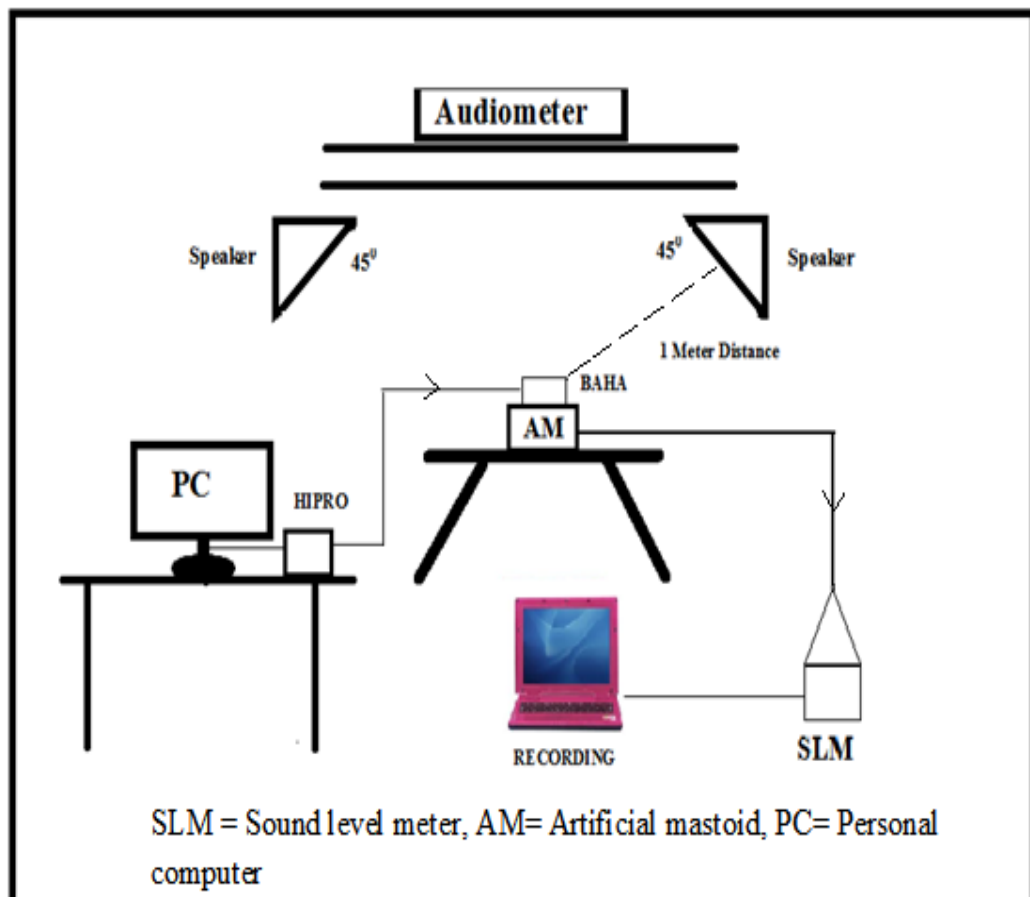 Audiometer
Speaker
45⁰
45⁰
Speaker
1 Meter Distance
BAHA
AM
PC
HIPRO
RECORDING
SLM
SLM = Sound level meter, AM= Artificial mastoid, PC= Personal
computer